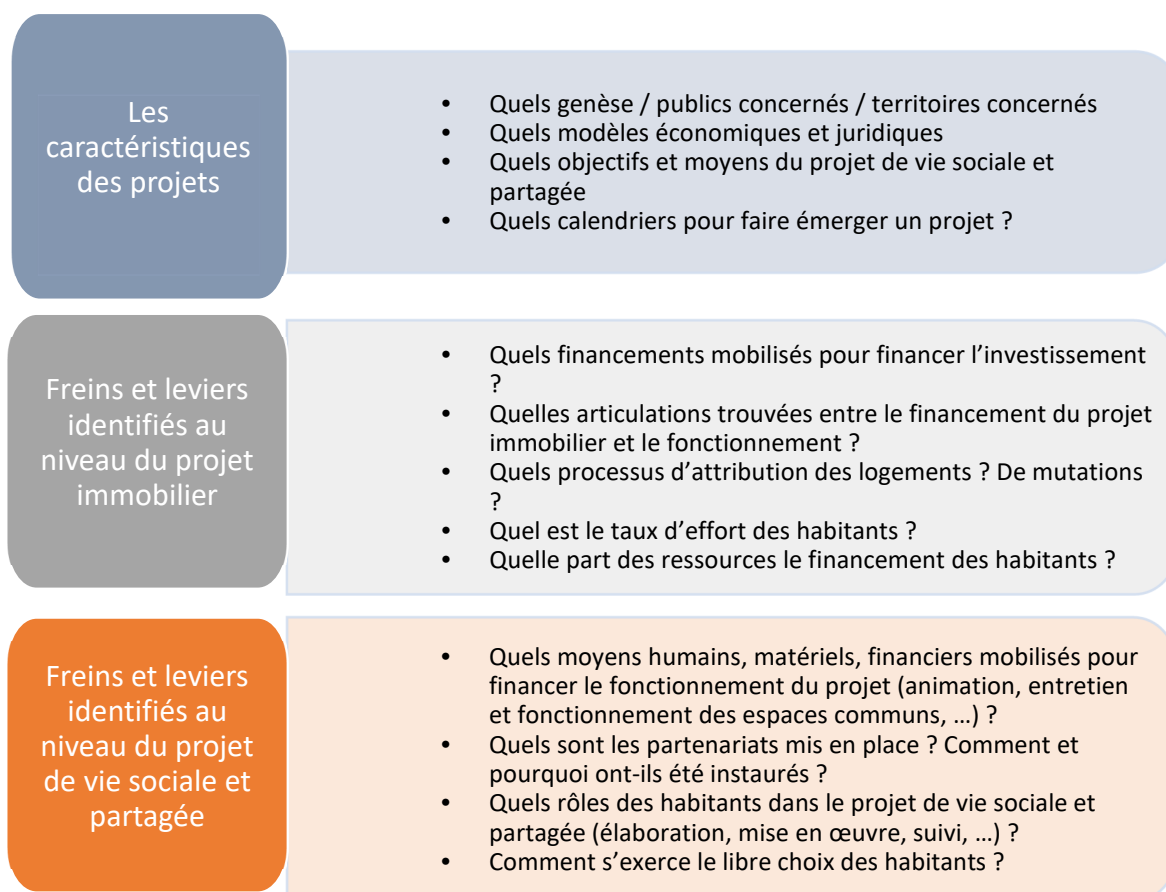 Les
caractéristiques
des projets
• Quels genèse / publics concernés / territoires concernés
• Quels modèles économiques et juridiques
• Quels objectifs et moyens du projet de vie sociale et
partagée
• Quels calendriers pour faire émerger un projet ?
Freins et leviers
identifiés au
niveau du projet
immobilier
• Quels financements mobilisés pour financer l’investissement
?
• Quelles articulations trouvées entre le financement du projet
immobilier et le fonctionnement ?
• Quels processus d’attribution des logements ? De mutations
?
• Quel est le taux d’effort des habitants ?
• Quelle part des ressources le financement des habitants ?
Freins et leviers
identifiés au
niveau du projet
de vie sociale et
partagée
• Quels moyens humains, matériels, financiers mobilisés pour
financer le fonctionnement du projet (animation, entretien
et fonctionnement des espaces communs, …) ?
• Quels sont les partenariats mis en place ? Comment et
pourquoi ont-ils été instaurés ?
• Quels rôles des habitants dans le projet de vie sociale et
partagée (élaboration, mise en œuvre, suivi, …) ?
• Comment s’exerce le libre choix des habitants ?